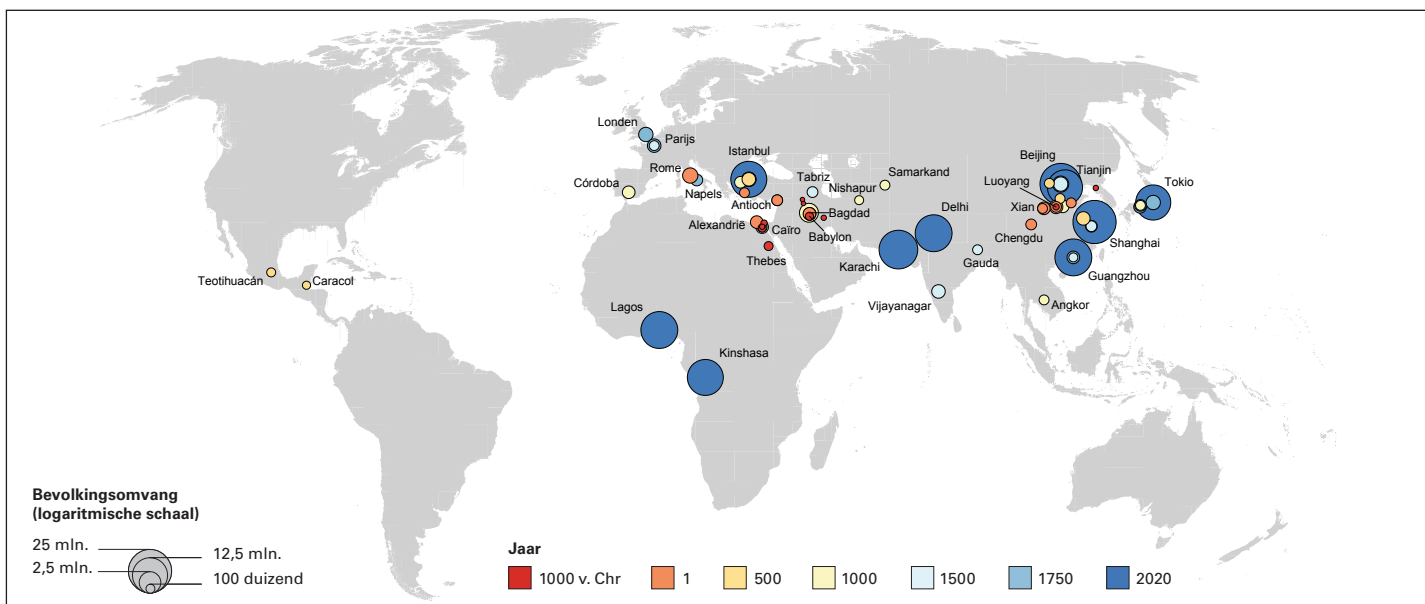 Londen
Parijs
Istanbul
Rome
Napels
Córdoba
Antioch
Tabriz
Nishapur
Samarkand
Alexandrië
Caïro
Thebes
Bagdad
Babylon
Beijing
Tianjin
Luoyang
Xian
Chengdu
Tokio
Shanghai
Guangzhou
Delhi
Karachi
Gauda
Vijayanagar
Angkor
Teotihuacán
Caracol
Lagos
Kinshasa
Bevolkingsomvang
(logaritmische schaal)
25 mln.
12,5 mln.
2,5 mln.
100 duizend
Jaar
1000 v. Chr
1
500
1000
1500
1750
2020